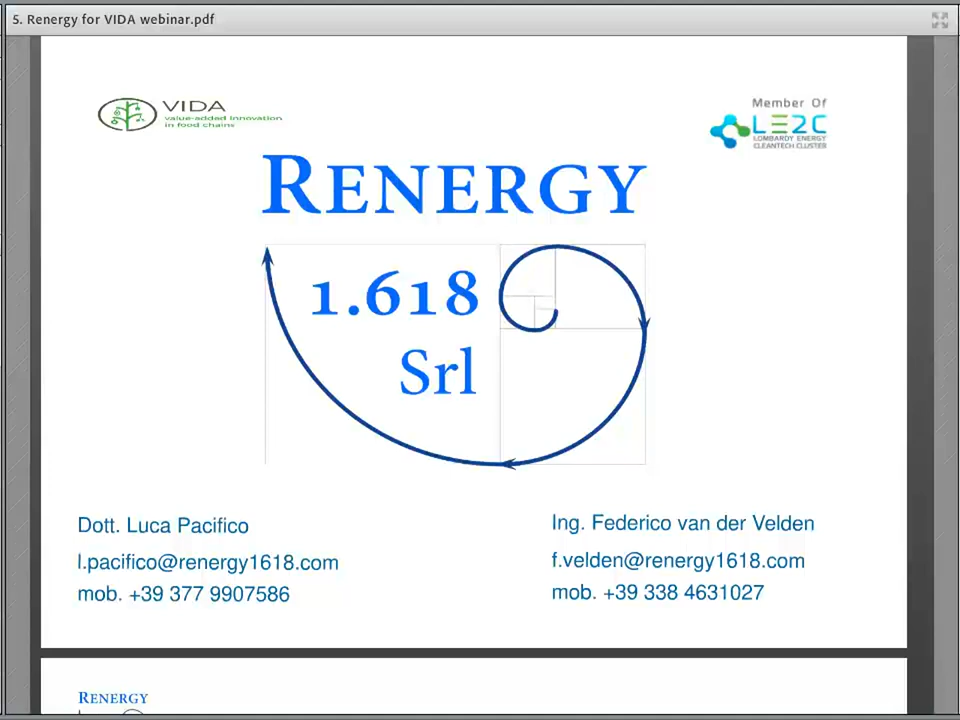 5. Renergy for VIDA webinar.pdf
VIDA
value-added innovation
in food chains
Member Of
LE2C
LOMBARDY ENERGY
CLEANTECH CLUSTER
RENERGY
1.618
Srl
Dott. Luca Pacifico
l.pacifico@renergy1618.com
mob. +39 377 9907586
Ing. Federico van der Velden
f.velden@renergy1618.com
mob. +39 338 4631027
RENERGY